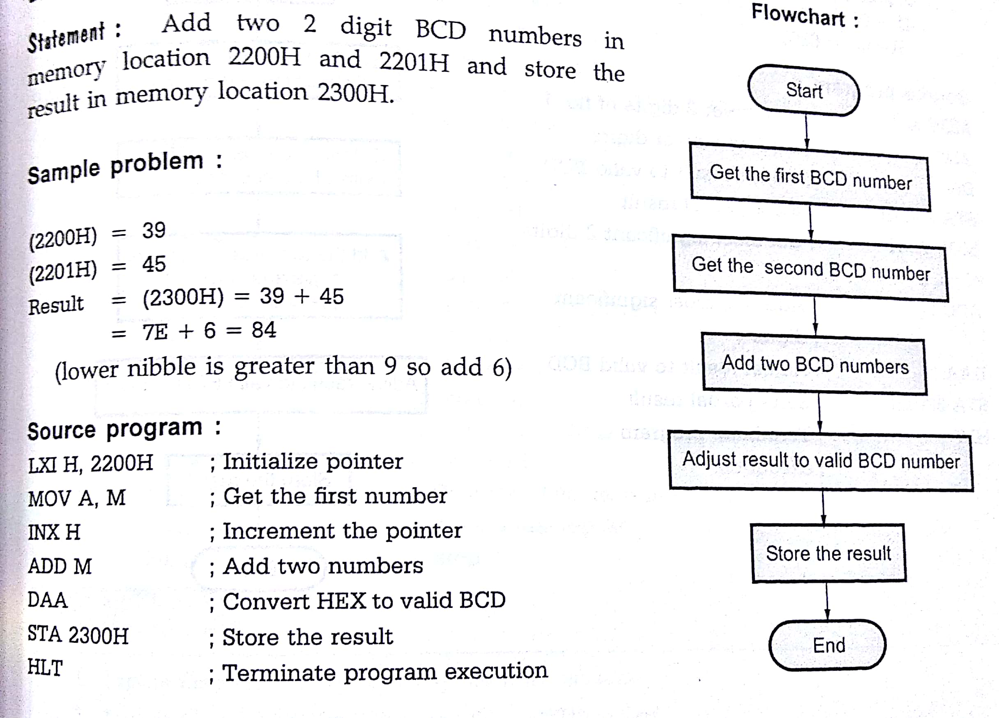 Statement : Add two 2 digit BCD numbers in
memory location 2200H and 2201H and store the
result in memory location 2300H.
Sample problem :
(2200H) = 39
(2201H) = 45
Result = (2300H) = 39 + 45
= 7E + 6 = 84
(lower nibble is greater than 9 so add 6)
Source program :
LXI H, 2200H ; Initialize pointer
MOV A, M ; Get the first number
INX H ; Increment the pointer
ADD M ; Add two numbers
DAA ; Convert HEX to valid BCD
STA 2300H ; Store the result
HLT ; Terminate program execution
Flowchart :
Start
Get the first BCD number
Get the second BCD number
Add two BCD numbers
Adjust result to valid BCD number
Store the result
End